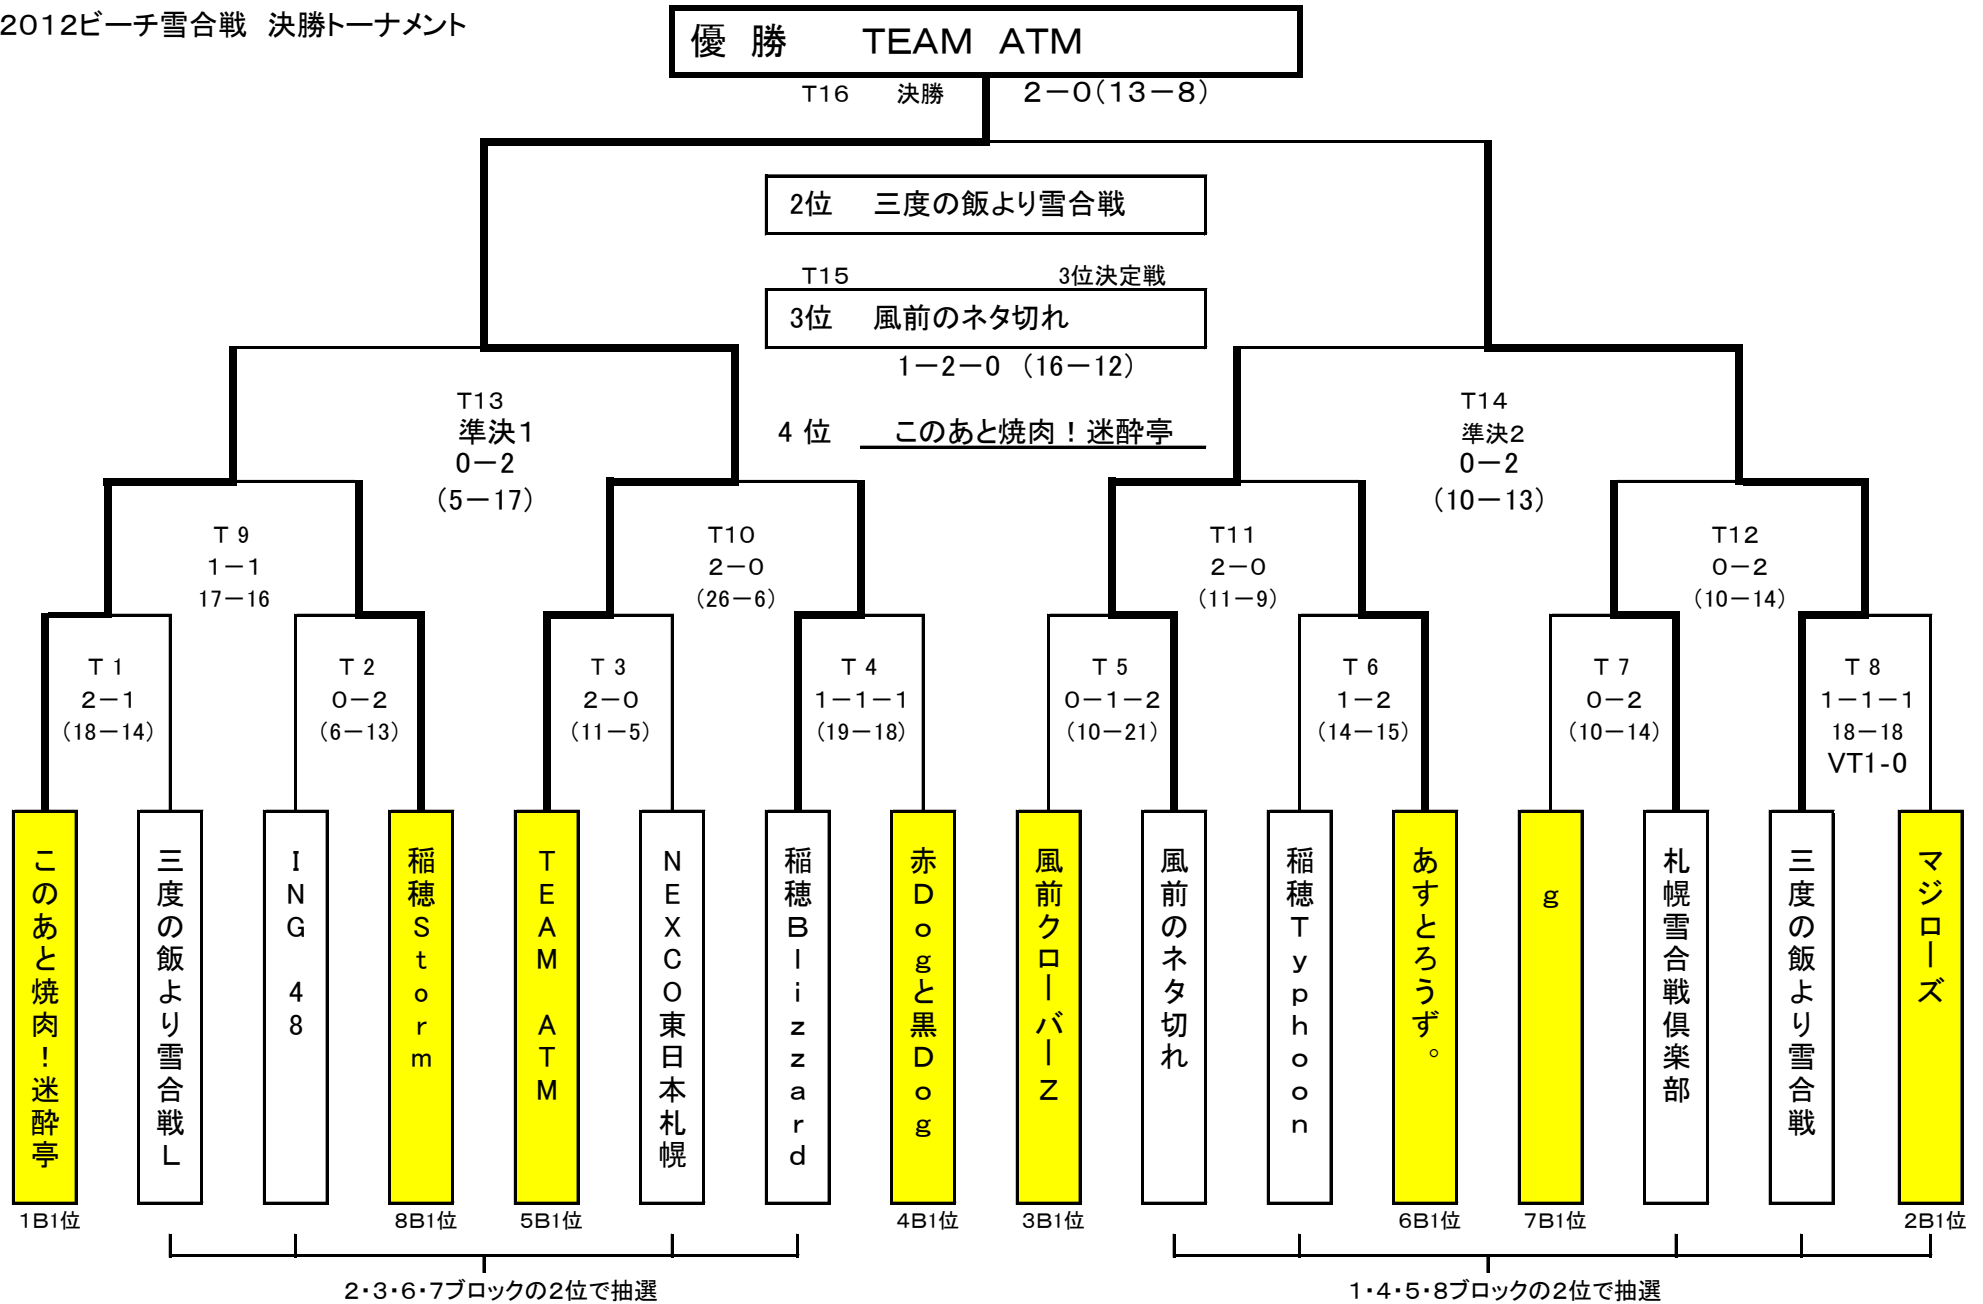 2012ビーチ雪合戦 決勝トーナメント
優 勝 TEAM ATM
T16 決勝 2－0(13－8)
2位 三度の飯より雪合戦
T15 3位決定戦
3位 風前のネタ切れ
1－2－0 (16－12)
4 位 このあと焼肉！迷酔亭
T13
準決1
0－2
(5－17)
T14
準決2
0－2
(10－13)
T 9
1－1
17－16
T10
2－0
(26－6)
T11
2－0
(11－9)
T12
0－2
(10－14)
T 1
2－1
(18－14)
T 2
0－2
(6－13)
T 3
2－0
(11－5)
T 4
1－1－1
(19－18)
T 5
0－1－2
(10－21)
T 6
1－2
(14－15)
T 7
0－2
(10－14)
T 8
1－1－1
18－18
VT1-0
このあと焼肉！迷酔亭
三度の飯より雪合戦L
ING 48
稲穂Storm
TEAM ATM
NEXCO東日本札幌
稲穂Blizzard
赤Dogと黒Dog
風前クローバーZ
風前のネタ切れ
稲穂Typhoon
あすとろうず。
g
札幌雪合戦倶楽部
三度の飯より雪合戦
マジローズ
1B1位 8B1位 5B1位 4B1位 3B1位 6B1位 7B1位 2B1位
2・3・6・7ブロックの2位で抽選
1・4・5・8ブロックの2位で抽選